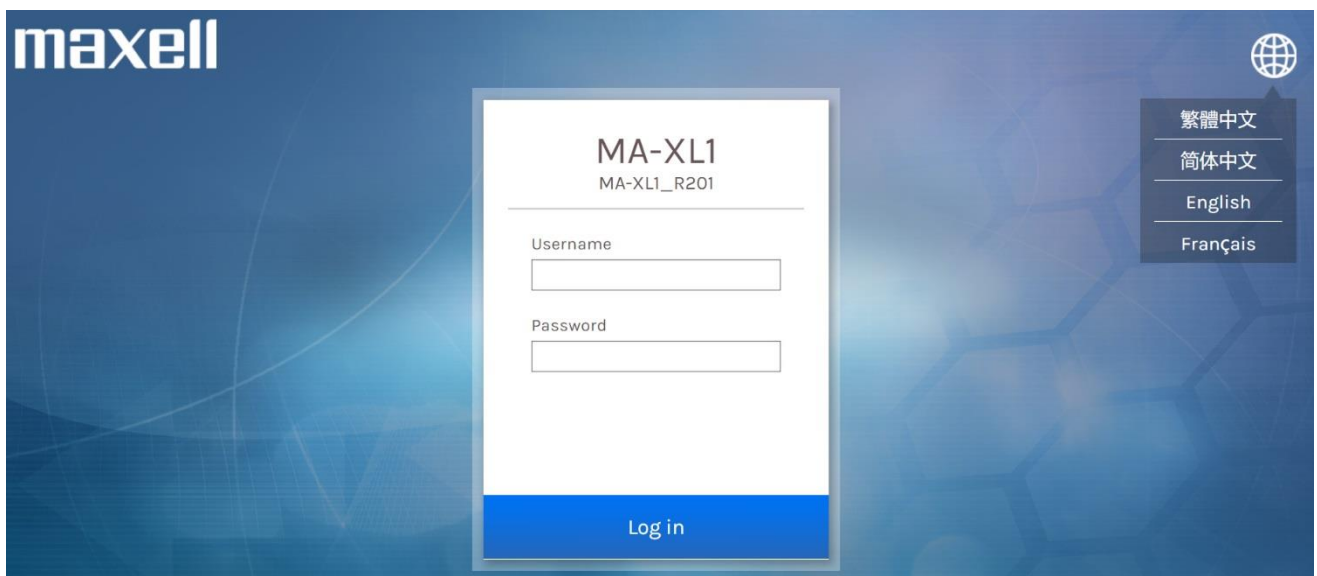 maxell
MA-XL1
MA-XL1_R201
Username
Password
Log in
繁體中文
简体中文
English
Français